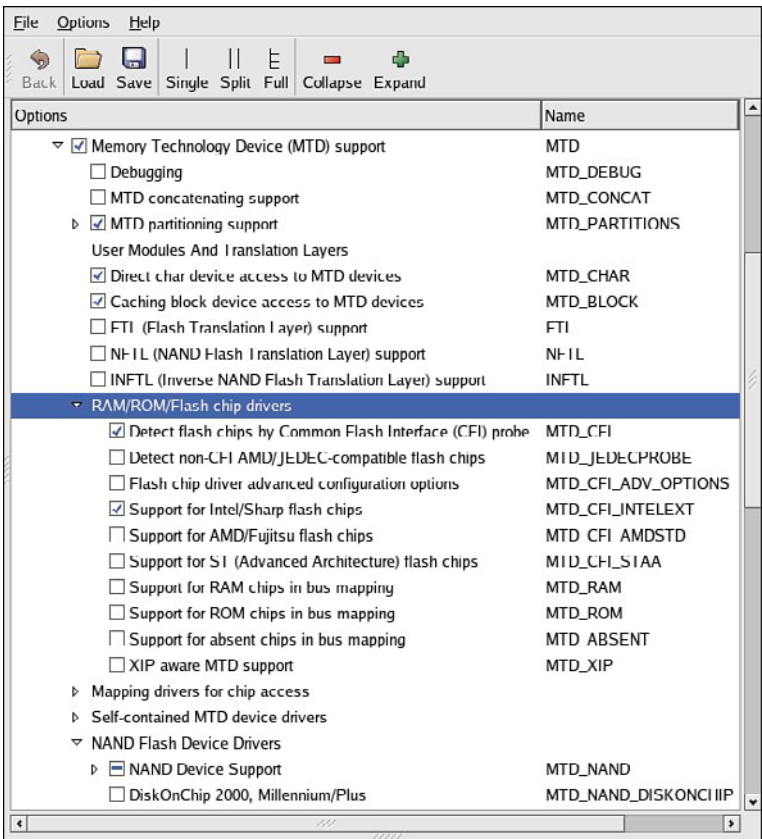 File Options Help
Back Load Save Single Split Full Collapse Expand
Options Name
Memory Technology Device (MTD) support MTD
Debugging MTD_DEBUG
MTD concatenating support MTD_CONCAT
MTD partitioning support MTD_PARTITIONS
User Modules And Translation Layers
Direct char device access to MTD devices MTD_CHAR
Caching block device access to MTD devices MTD_BLOCK
FTL (Flash Translation Layer) support FTL
NFTL (NAND Flash Translation Layer) support NFTL
INFTL (Inverse NAND Flash Translation Layer) support INFTL
RAM/ROM/Flash chip drivers
Detect flash chips by Common Flash Interface (CFI) probe MTD_CFI
Detect non-CFI AMD/JEDEC-compatible flash chips MTD_JEDECPROBE
Flash chip driver advanced configuration options MTD_CFI_ADV_OPTIONS
Support for Intel/Sharp flash chips MTD_CFI_INTELEXT
Support for AMD/Fujitsu flash chips MTD_CFI_AMDSTD
Support for ST (Advanced Architecture) flash chips MTD_CFI_STAA
Support for RAM chips in bus mapping MTD_RAM
Support for ROM chips in bus mapping MTD_ROM
Support for absent chips in bus mapping MTD_ABSENT
XIP aware MTD support MTD_XIP
Mapping drivers for chip access
Self-contained MTD device drivers
NAND Flash Device Drivers
NAND Device Support MTD_NAND
DiskOnChip 2000, Millennium/Plus MTD_NAND_DISKONCHIP